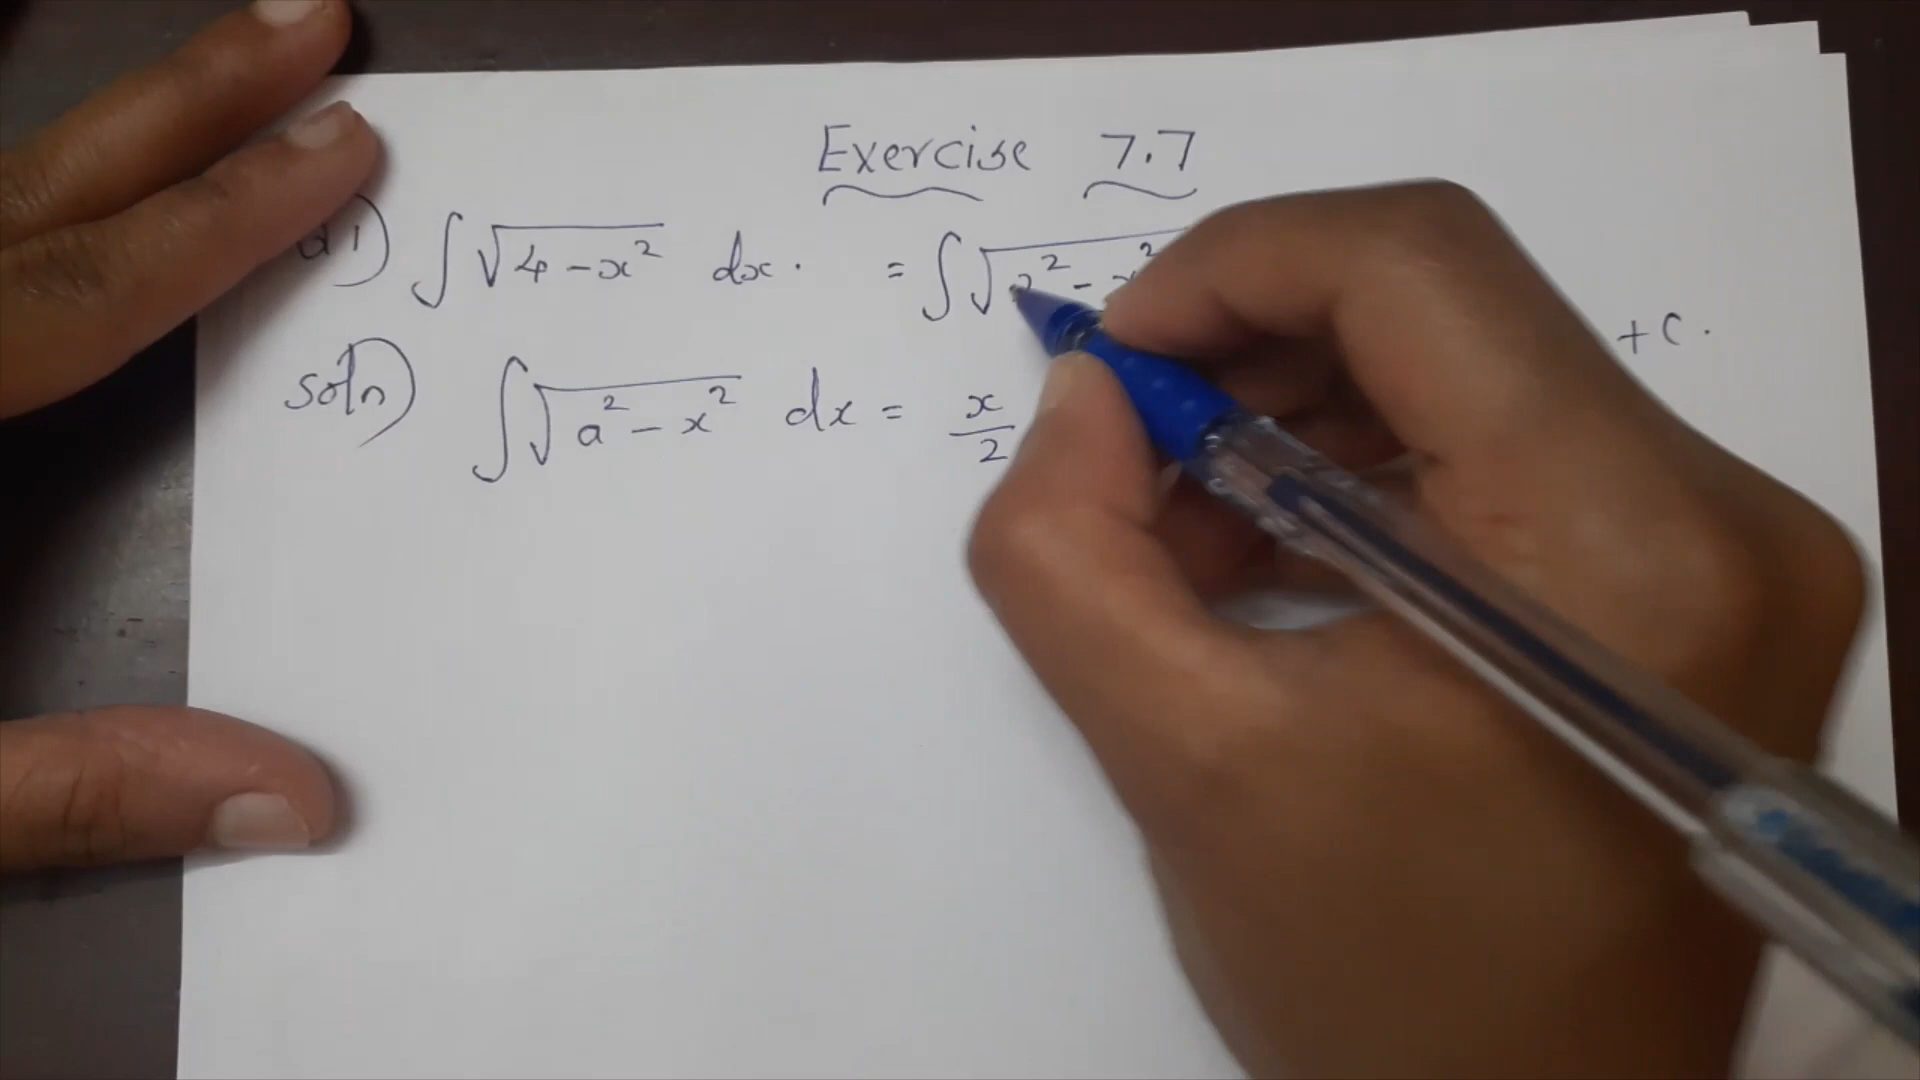 Exercise 7.7
Q1) ∫√(4-x²) dx. = ∫√(2²-x²
Soln) ∫√(a²-x²) dx = x/2 +C.